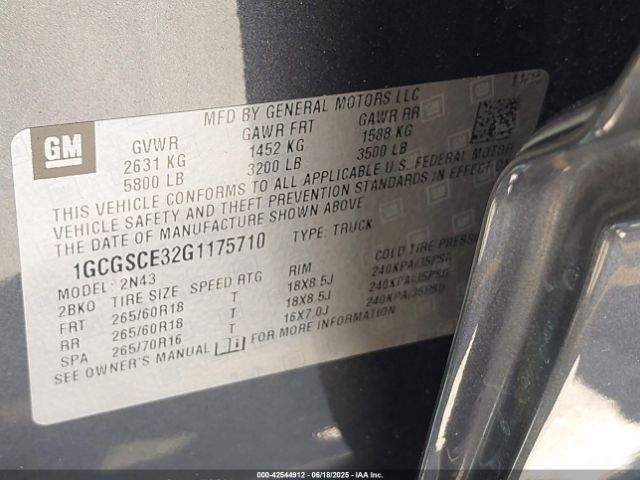 MFD BY GENERAL MOTORS LLC
GM
GVWR GAWR FRT GAWR RR
2631 KG 1452 KG 1588 KG
5800 LB 3200 LB 3500 LB
THIS VEHICLE CONFORMS TO ALL APPLICABLE U.S. FEDERAL MOTOR
VEHICLE SAFETY AND THEFT PREVENTION STANDARDS IN EFFECT ON
THE DATE OF MANUFACTURE SHOWN ABOVE
1GCGSCE32G1175710 TYPE: TRUCK
MODEL: 2N43
2BKO TIRE SIZE SPEED RTG RIM COLD TIRE PRESSURE
FRT 265/60R18 T 18X8.5J 240KPA/35PSI
RR 265/60R18 T 18X8.5J 240KPA/35PSI
SPA 265/70R16 T 16X7.0J 240KPA/35PSI
SEE OWNER'S MANUAL FOR MORE INFORMATION
000-42544912 - 06/18/2025 - IAA Inc.